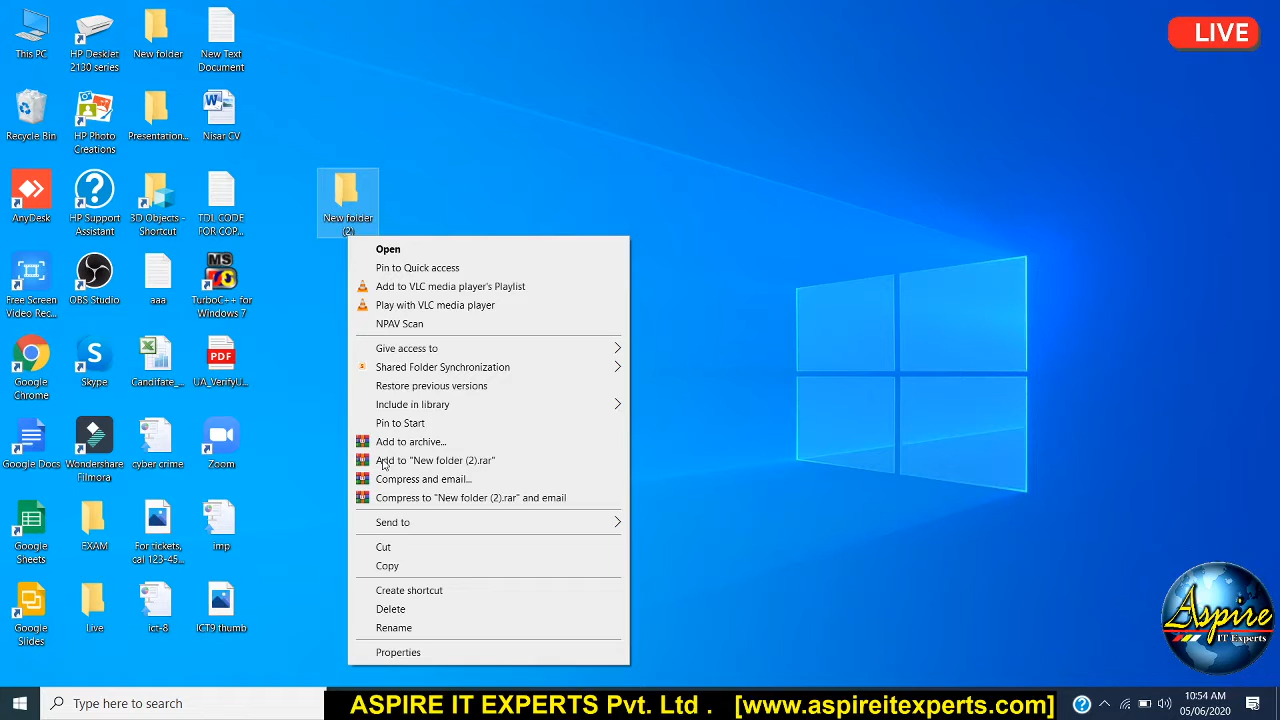 This PC
HP Deskjet
2130 series
New folder
New Text
Document
LIVE
Recycle Bin
HP Photo
Creations
Presentation...
Nisar CV
AnyDesk
HP Support
Assistant
3D Objects -
Shortcut
TDL CODE
FOR COP...
New folder
(2)
Free Screen
Video Rec...
OBS Studio
aaa
MS
TurboC++ for
Windows 7
Google
Chrome
Skype
Candifate_...
PDF
UA_VerifyU...
Google Docs
Wondershare
Filmora
cyber crime
Zoom
Google
Sheets
EXAM
For tickets,
cal 123-45...
imp
Google
Slides
Live
ict-8
ICT9 thumb
Open
Pin to Quick access
Add to VLC media player's Playlist
Play with VLC media player
NPAV Scan
Give access to
Shared Folder Synchronization
Restore previous versions
Include in library
Pin to Start
Add to archive...
Add to "New folder (2).rar"
Compress and email...
Compress to "New folder (2).rar" and email
Send to
Cut
Copy
Create shortcut
Delete
Rename
Properties
Aspire
IT Experts
Type here to search
ASPIRE IT EXPERTS Pvt. Ltd . [www.aspireitexperts.com]
10:54 AM
05/06/2020